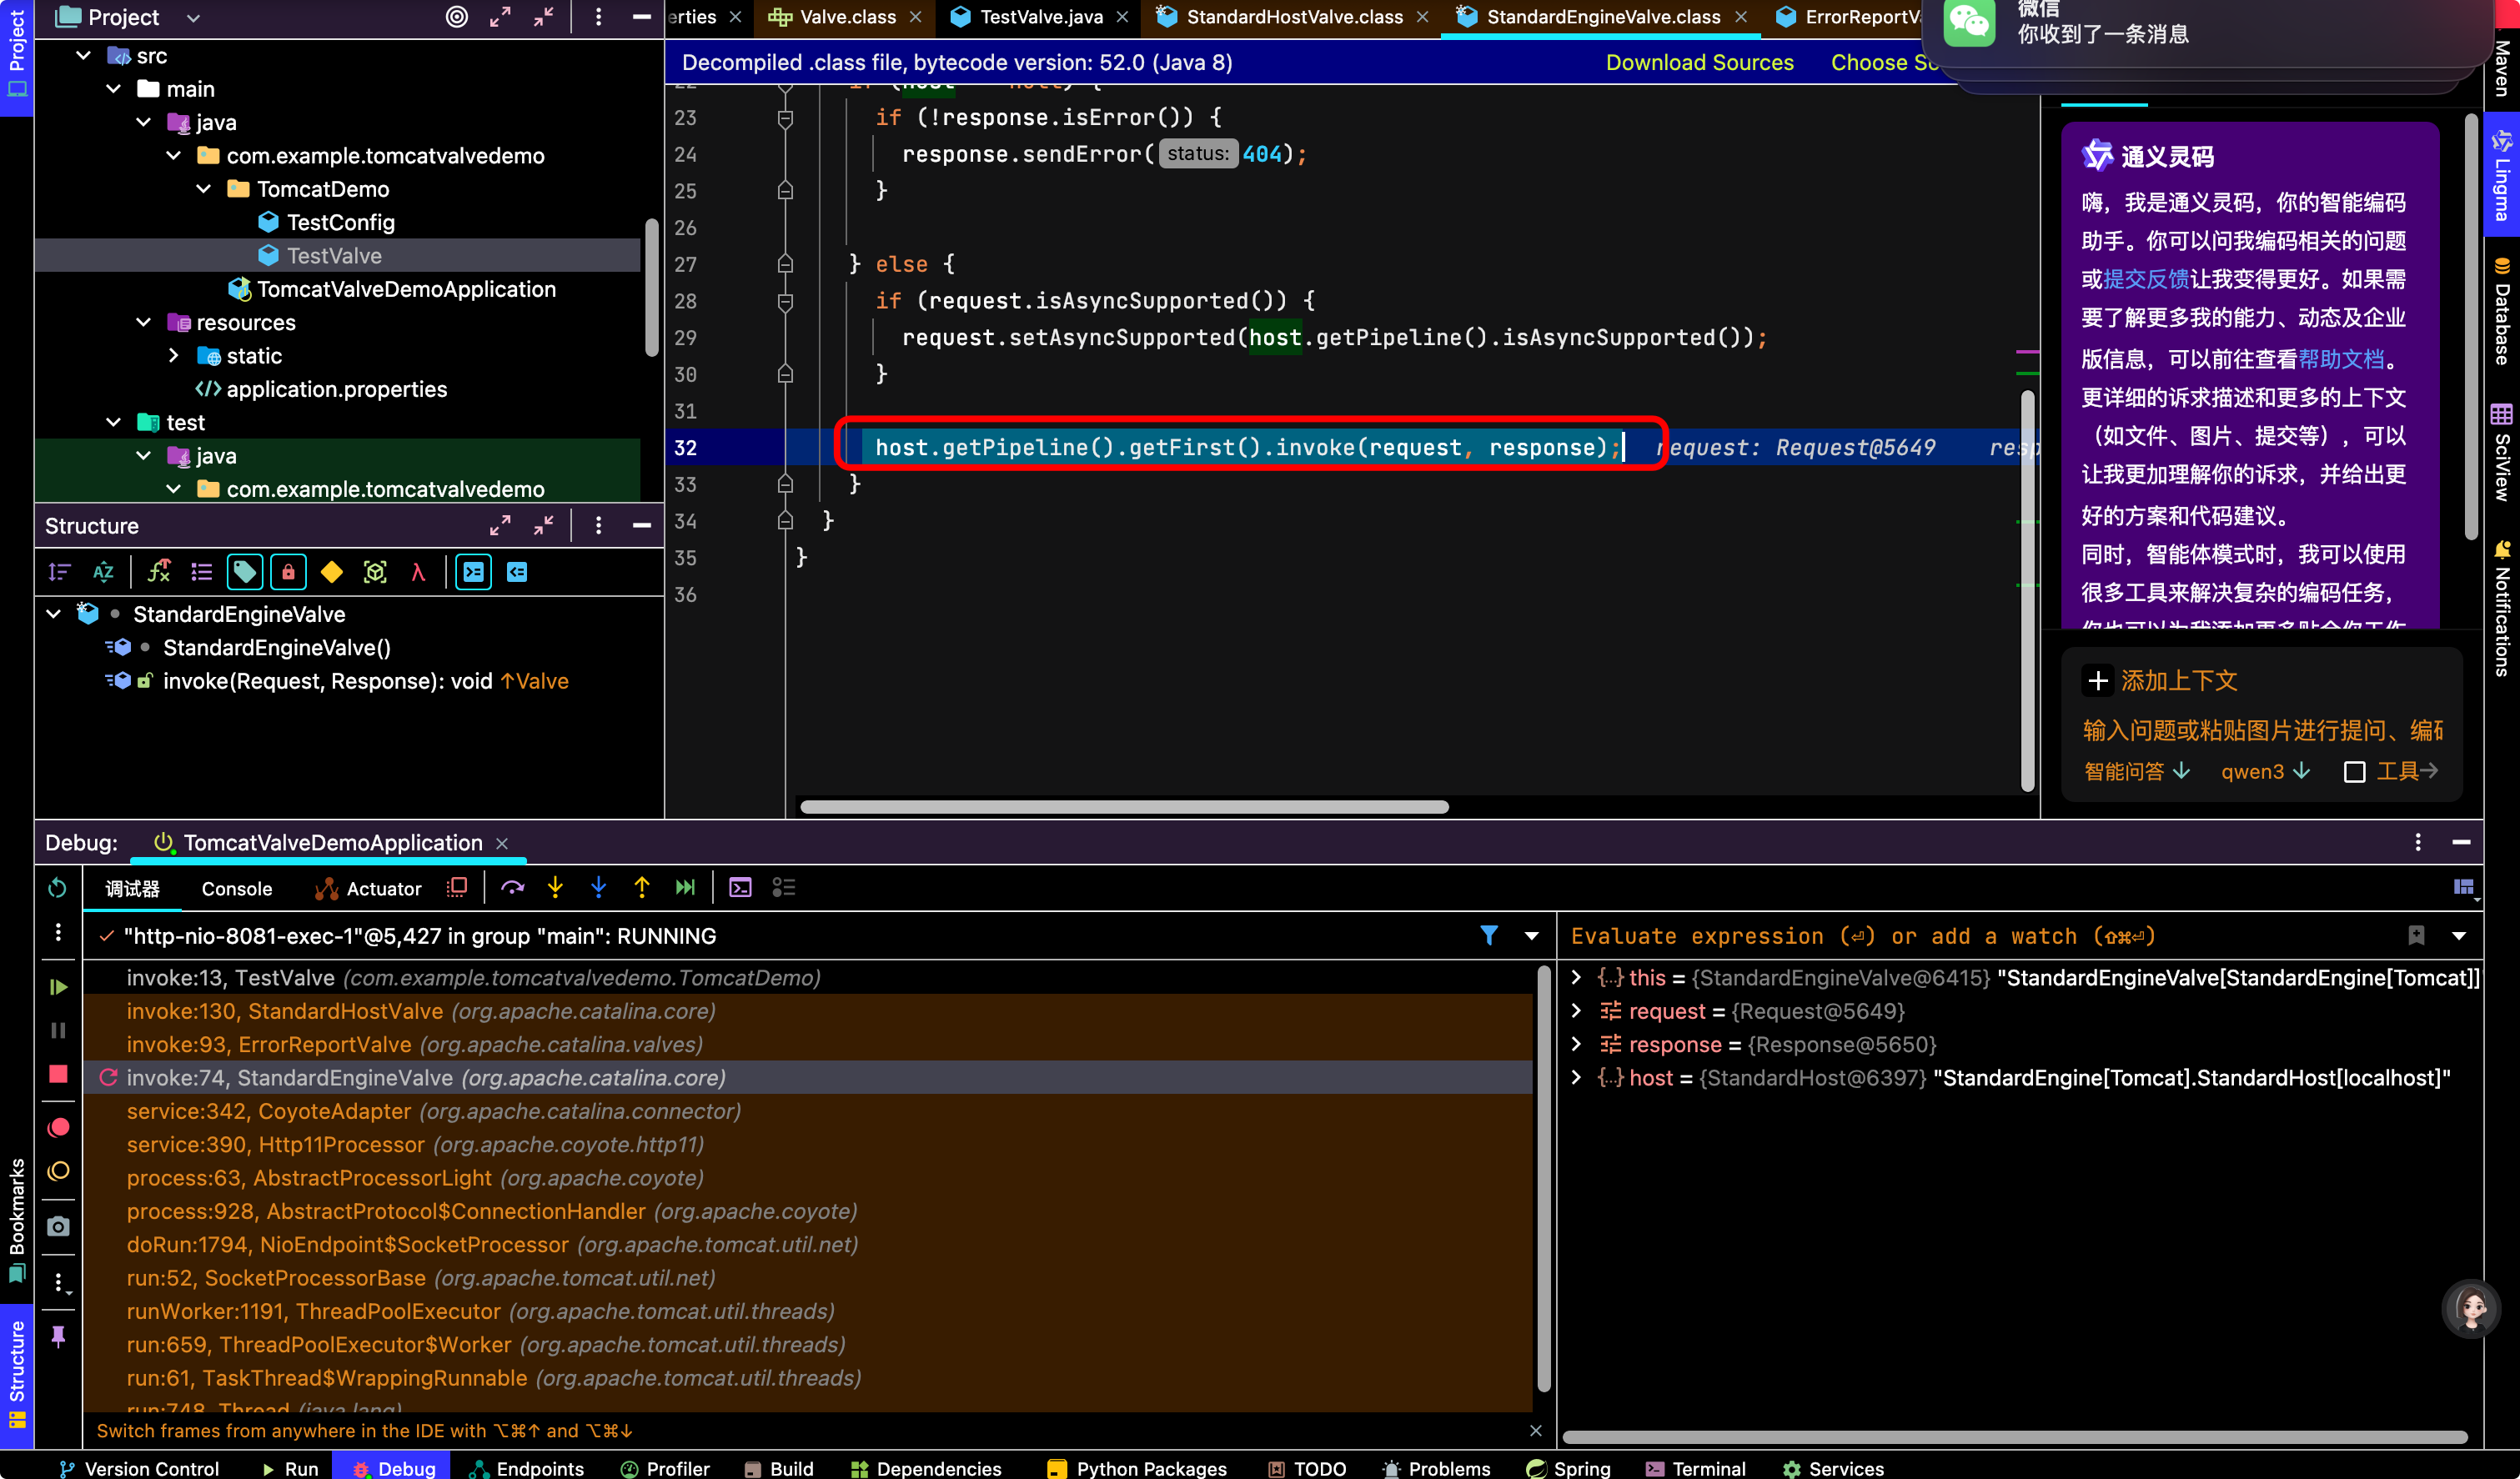 Project
erties
Valve.class
TestValve.java
StandardHostValve.class
StandardEngineValve.class
微信
你收到了一条消息
Decompiled .class file, bytecode version: 52.0 (Java 8)
Download Sources
src
main
java
com.example.tomcatvalvedemo
TomcatDemo
TestConfig
TestValve
TomcatValveDemoApplication
resources
static
application.properties
test
java
com.example.tomcatvalvedemo
23 if (!response.isError()) {
24 response.sendError( status: 404);
25 }
26
27 } else {
28 if (request.isAsyncSupported()) {
29 request.setAsyncSupported(host.getPipeline().isAsyncSupported());
30 }
31
32 host.getPipeline().getFirst().invoke(request, response); request: Request@5649 resp
33 }
34 }
35 }
36
通义灵码
嗨，我是通义灵码，你的智能编码
助手。你可以问我编码相关的问题
或提交反馈让我变得更好。如果需
要了解更多我的能力、动态及企业
版信息，可以前往查看帮助文档。
更详细的诉求描述和更多的上下文
（如文件、图片、提交等），可以
让我更加理解你的诉求，并给出更
好的方案和代码建议。
同时，智能体模式时，我可以使用
很多工具来解决复杂的编码任务，
添加上下文
输入问题或粘贴图片进行提问、编
智能问答
qwen3
工具
Maven
Lingma
Database
SciView
Notifications
Project
Bookmarks
Structure
Structure
StandardEngineValve
StandardEngineValve()
invoke(Request, Response): void ↑Valve
Debug:
TomcatValveDemoApplication
调试器
Console
Actuator
"http-nio-8081-exec-1"@5,427 in group "main": RUNNING
invoke:13, TestValve (com.example.tomcatvalvedemo.TomcatDemo)
invoke:130, StandardHostValve (org.apache.catalina.core)
invoke:93, ErrorReportValve (org.apache.catalina.valves)
invoke:74, StandardEngineValve (org.apache.catalina.core)
service:342, CoyoteAdapter (org.apache.catalina.connector)
service:390, Http11Processor (org.apache.coyote.http11)
process:63, AbstractProcessorLight (org.apache.coyote)
process:928, AbstractProtocol$ConnectionHandler (org.apache.coyote)
doRun:1794, NioEndpoint$SocketProcessor (org.apache.tomcat.util.net)
run:52, SocketProcessorBase (org.apache.tomcat.util.net)
runWorker:1191, ThreadPoolExecutor (org.apache.tomcat.util.threads)
run:659, ThreadPoolExecutor$Worker (org.apache.tomcat.util.threads)
run:61, TaskThread$WrappingRunnable (org.apache.tomcat.util.threads)
run:748, Thread (java.lang)
Switch frames from anywhere in the IDE with ⌥⌘↑ and ⌥⌘↓
Evaluate expression (⏎) or add a watch (⇧⌘⏎)
this = {StandardEngineValve@6415} "StandardEngineValve[StandardEngine[Tomcat]]
request = {Request@5649}
response = {Response@5650}
host = {StandardHost@6397} "StandardEngine[Tomcat].StandardHost[localhost]"
Version Control
Run
Debug
Endpoints
Profiler
Build
Dependencies
Python Packages
TODO
Problems
Spring
Terminal
Services